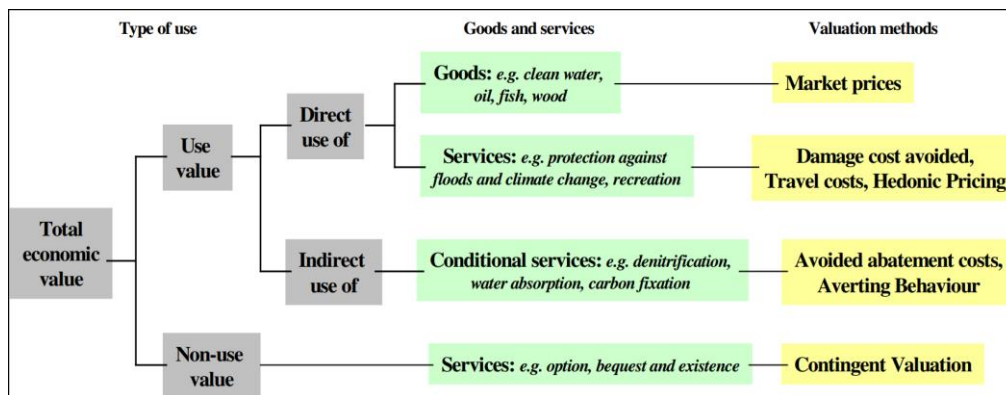 Type of use
Goods and services
Valuation methods
Goods: e.g. clean water,
oil, fish, wood
Market prices
Direct
use of
Use
value
Services: e.g. protection against
floods and climate change, recreation
Damage cost avoided,
Travel costs, Hedonic Pricing
Total
economic
value
Indirect
use of
Conditional services: e.g. denitrification,
water absorption, carbon fixation
Avoided abatement costs,
Averting Behaviour
Non-use
value
Services: e.g. option, bequest and existence
Contingent Valuation